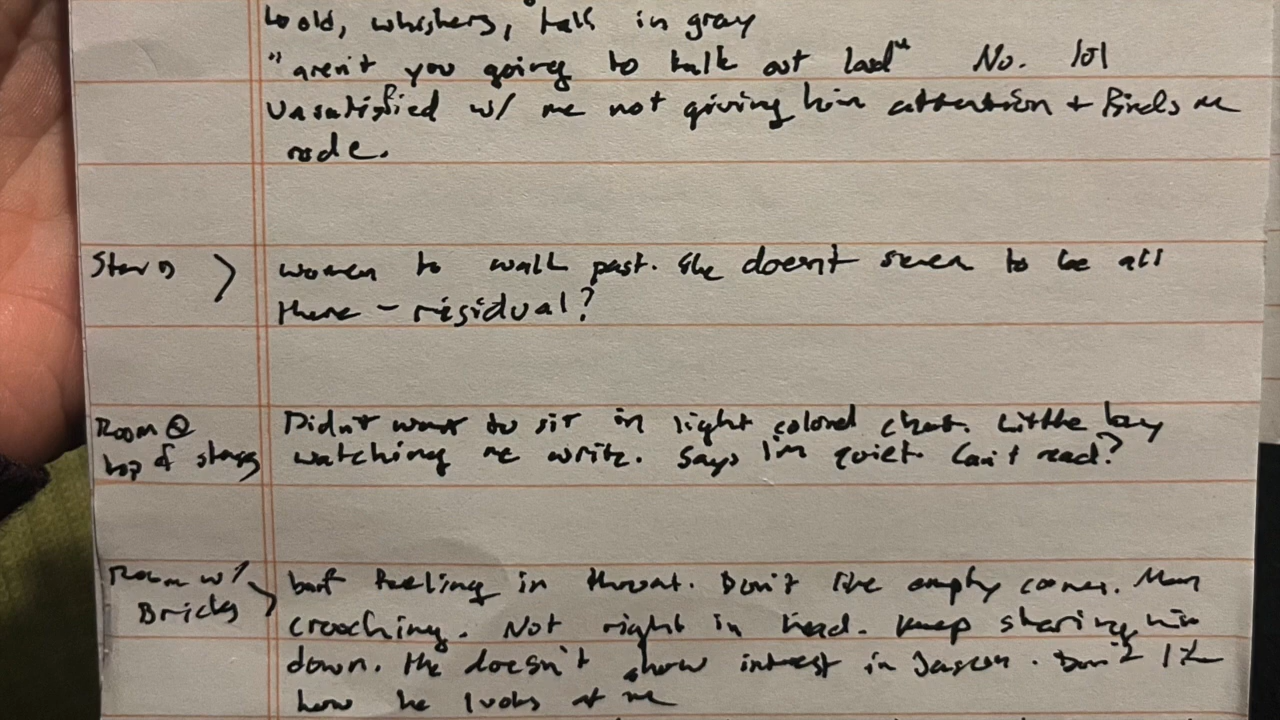 old, whiskers, talk in gray
"aren't you going to talk out loud" No. lol
Unsatisfied w/ me not giving him attention + Finds me
rude.
Stairs > women to walk past. She doesn't seem to be all
there - residual?
Room @ top of stairs
Didn't want to sit in light colored chair. Little boy
watching me write. Says I'm quiet. Can't read?
Room w/ Bricks >
feeling in throat. Don't like empty corner. Man
crouching. Not right in head. Keep staring him
down. He doesn't show interest in Jason. Don't like
how he looks at me